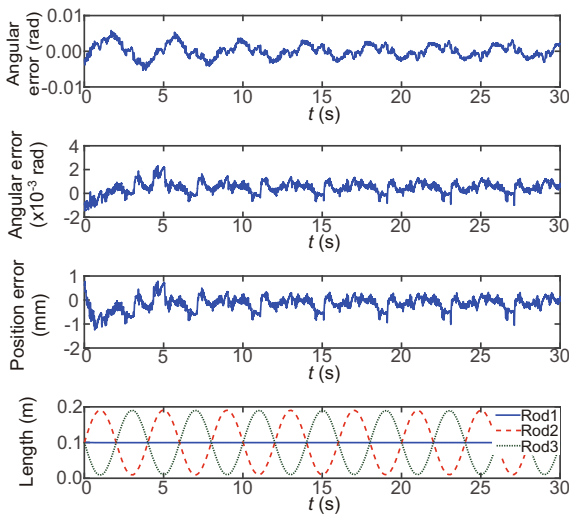 Angular error (rad)
0.01
0.00
-0.01
0 5 10 15 20 25 30
t (s)
Angular error (x10⁻³ rad)
4
2
0
-2
0 5 10 15 20 25 30
t (s)
Position error (mm)
1
0
-1
-2
0 5 10 15 20 25 30
t (s)
Length (m)
0.2
0.1
0.0
Rod1
Rod2
Rod3
0 5 10 15 20 25 30
t (s)